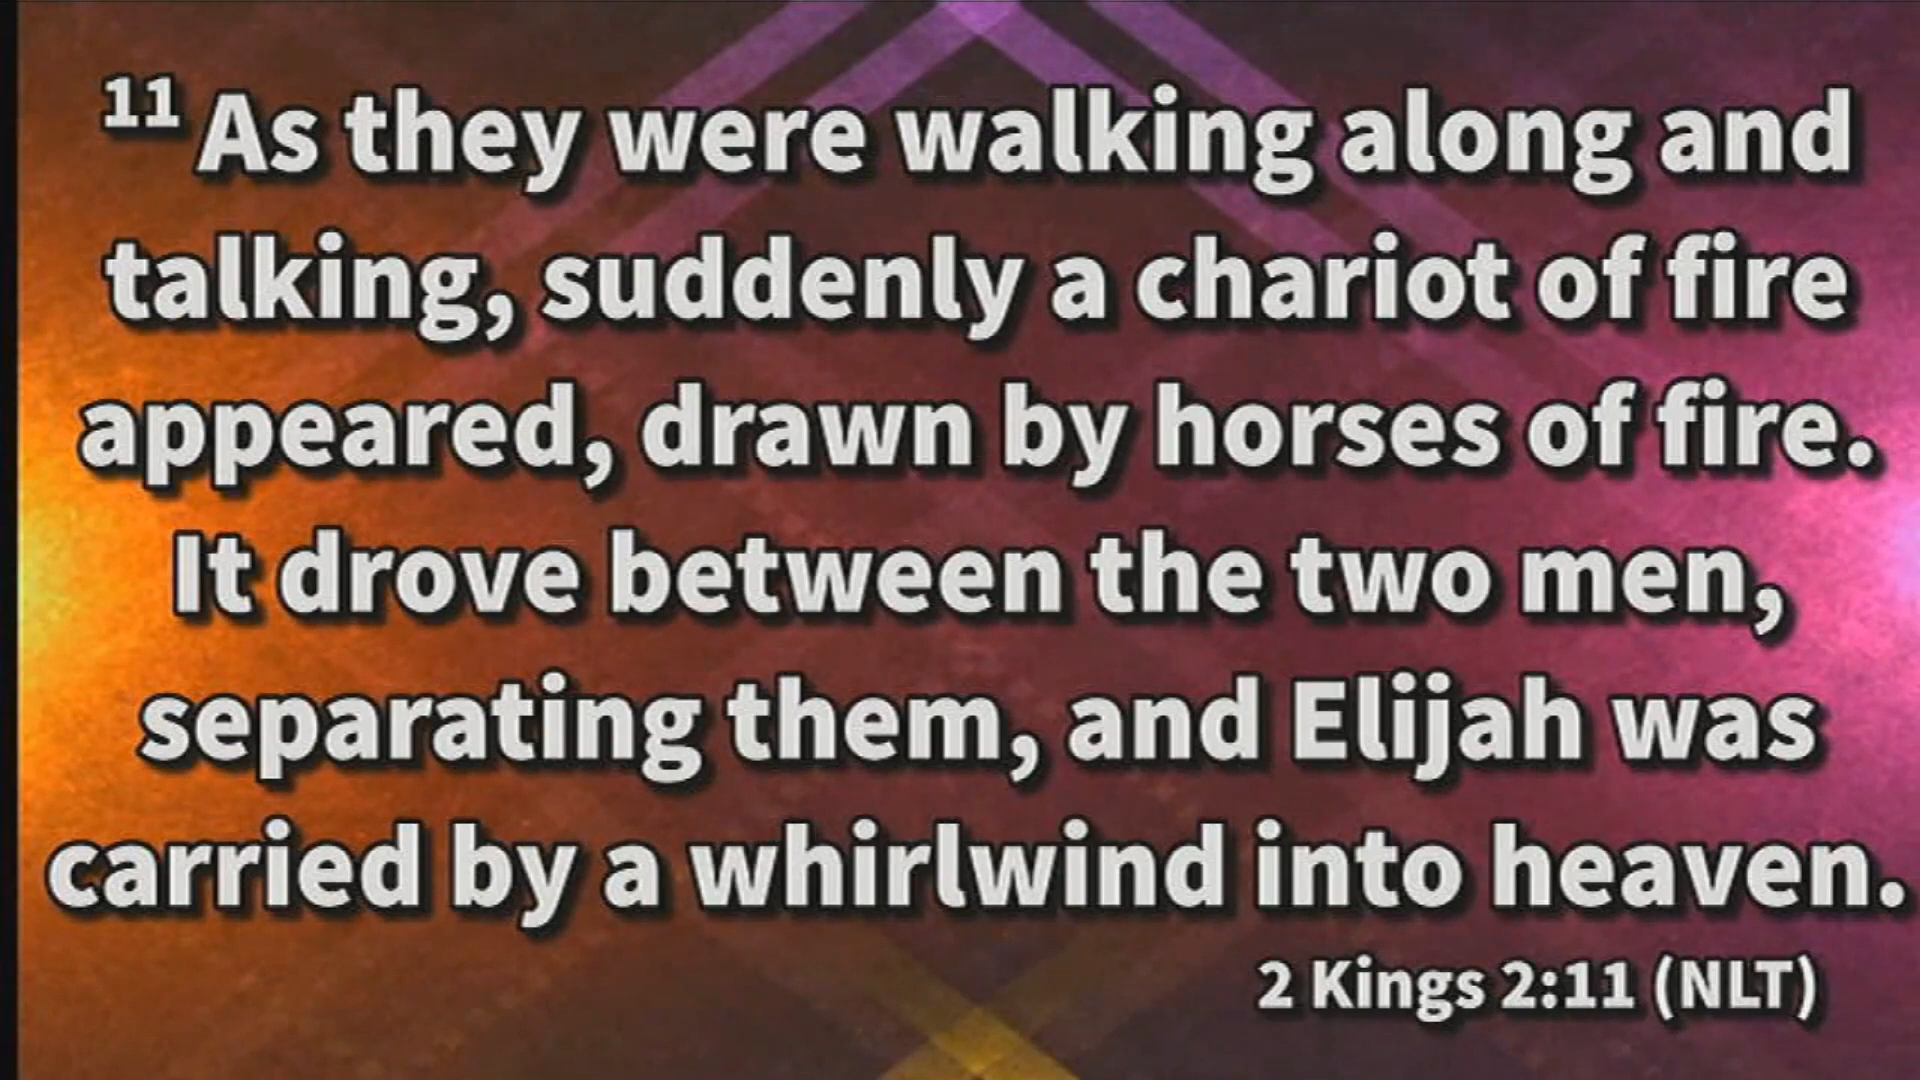 11 As they were walking along and
talking, suddenly a chariot of fire
appeared, drawn by horses of fire.
It drove between the two men,
separating them, and Elijah was
carried by a whirlwind into heaven.
2 Kings 2:11 (NLT)